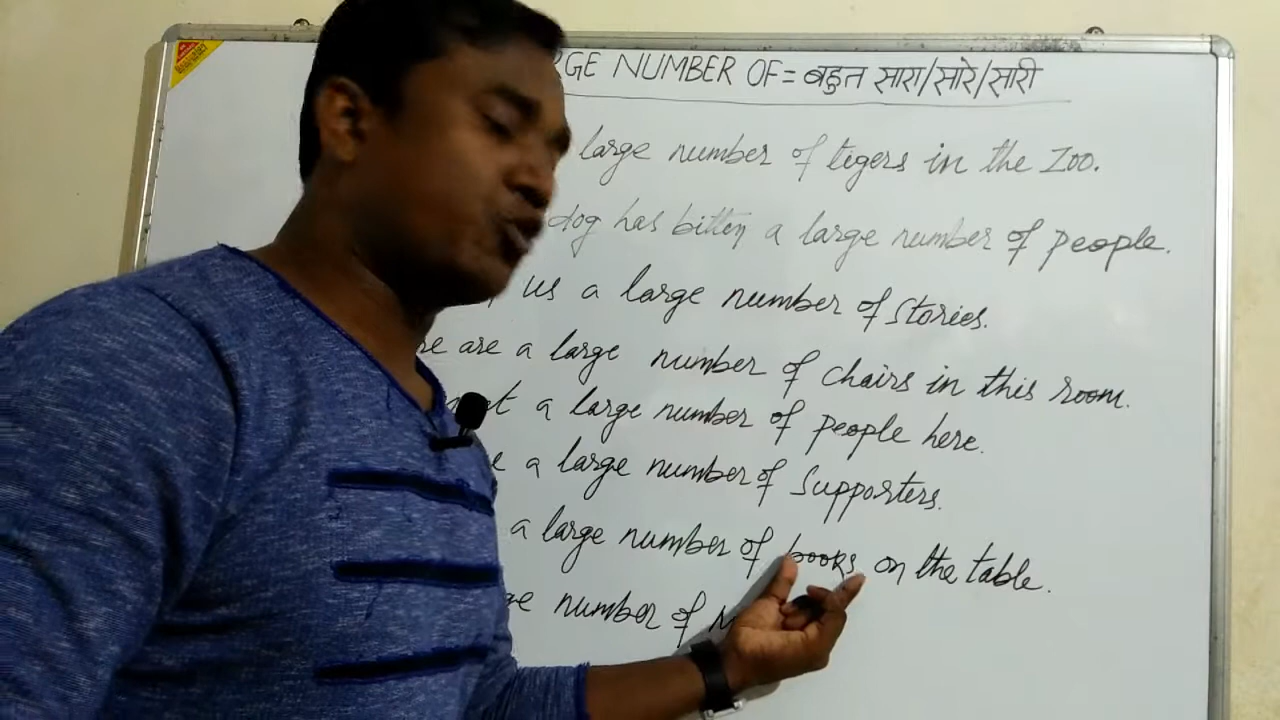 RGE NUMBER OF = बहुत सारा/सारे/सारी
large number of tigers in the Zoo.
dog has bitten a large number of people.
us a large number of stories.
re are a large number of chairs in this room.
a large number of people here.
e a large number of supporters.
a large number of books on the table.
ge number of